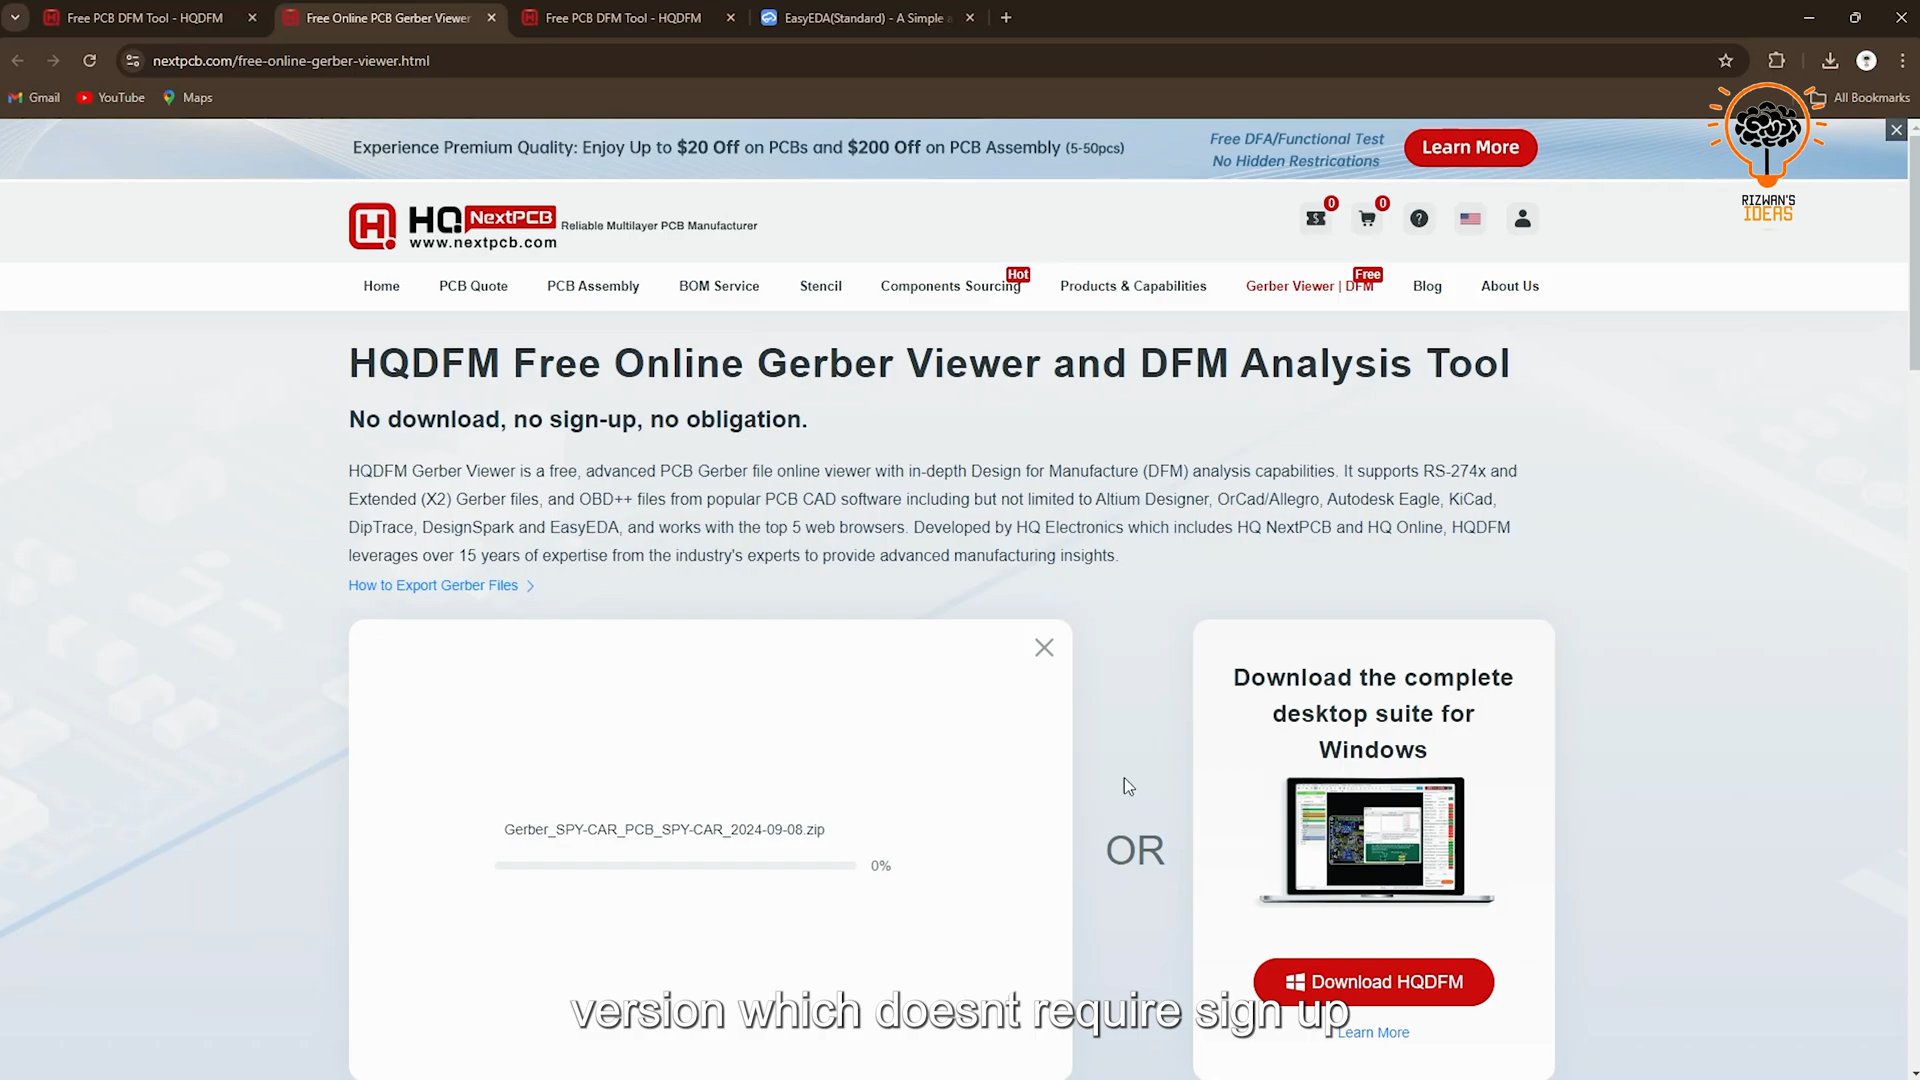 Free PCB DFM Tool - HQDFM
Free Online PCB Gerber Viewer
Free PCB DFM Tool - HQDFM
EasyEDA(Standard) - A Simple
nextpcb.com/free-online-gerber-viewer.html
Gmail
YouTube
Maps
All Bookmarks
RIZWAN'S
IDEAS
Experience Premium Quality: Enjoy Up to $20 Off on PCBs and $200 Off on PCB Assembly (5-50pcs)
Free DFA/Functional Test
No Hidden Restrications
Learn More
HQ NextPCB
www.nextpcb.com
Reliable Multilayer PCB Manufacturer
0
0
Home
PCB Quote
PCB Assembly
BOM Service
Stencil
Components Sourcing
Hot
Products & Capabilities
Gerber Viewer | DFM
Free
Blog
About Us
HQDFM Free Online Gerber Viewer and DFM Analysis Tool
No download, no sign-up, no obligation.
HQDFM Gerber Viewer is a free, advanced PCB Gerber file online viewer with in-depth Design for Manufacture (DFM) analysis capabilities. It supports RS-274x and
Extended (X2) Gerber files, and OBD++ files from popular PCB CAD software including but not limited to Altium Designer, OrCad/Allegro, Autodesk Eagle, KiCad,
DipTrace, DesignSpark and EasyEDA, and works with the top 5 web browsers. Developed by HQ Electronics which includes HQ NextPCB and HQ Online, HQDFM
leverages over 15 years of expertise from the industry's experts to provide advanced manufacturing insights.
How to Export Gerber Files
Gerber_SPY-CAR_PCB_SPY-CAR_2024-09-08.zip
0%
OR
Download the complete
desktop suite for
Windows
Download HQDFM
Learn More
version which doesnt require sign up